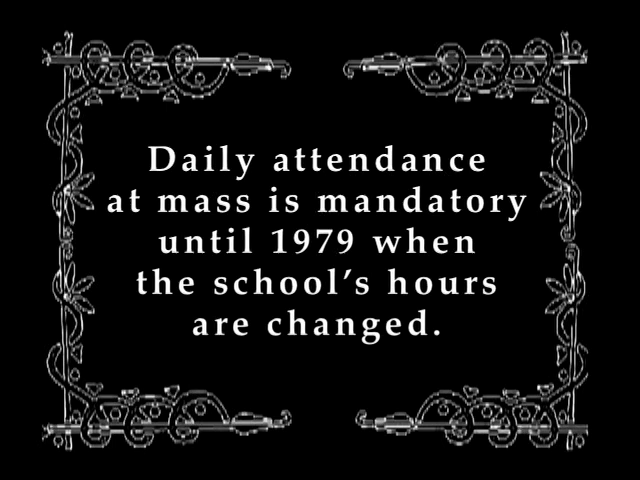 Daily attendance
at mass is mandatory
until 1979 when
the school’s hours
are changed.